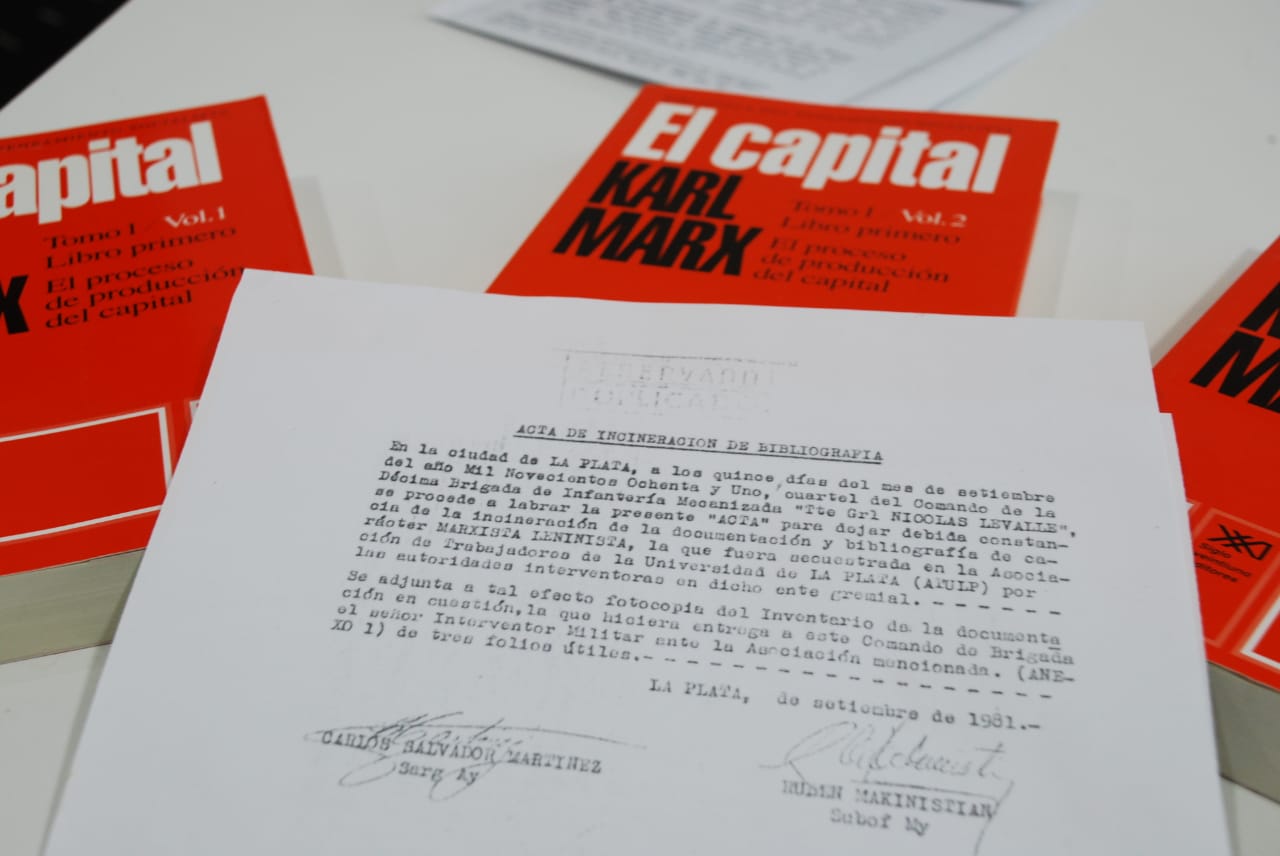 apital
Tomo I / Vol. 1
Libro primero
El proceso
de producción
del capital
X
El capital
KARL
MARX
Tomo I / Vol. 2
Libro primero
El proceso
de producción
del capital
M
Siglo
veintiuno
editores
RESERVADO
ACTA DE INCINERACION DE BIBLIOGRAFIA
En la ciudad de LA PLATA, a los quince días del mes de setiembre
del año Mil Novecientos Ochenta y Uno, cuartel del Comando de la
Décima Brigada de Infantería Mecanizada "Tte Grl NICOLAS LEVALLE",
se procede a labrar la presente "ACTA" para dejar debida constan-
cia de la incineración de la documentación y bibliografía de ca-
rácter MARXISTA LENINISTA, la que fuera secuestrada en la Asocia-
ción de Trabajadores de la Universidad de LA PLATA (ATULP) por
las autoridades interventoras en dicho ente gremial. - - - - - -
Se adjunta a tal efecto fotocopia del Inventario de la documenta
ción en cuestión, la que hiciera entrega a este Comando de Brigada
el señor Interventor Militar ante la Asociación mencionada. (ANE-
XO 1) de tres folios útiles.- - - - - - - - - - - - - - - - - -
LA PLATA, de setiembre de 1981.-
CARLOS SALVADOR MARTINEZ
Sarg Ay
RUBEN MAKINISTIAN
Subof My